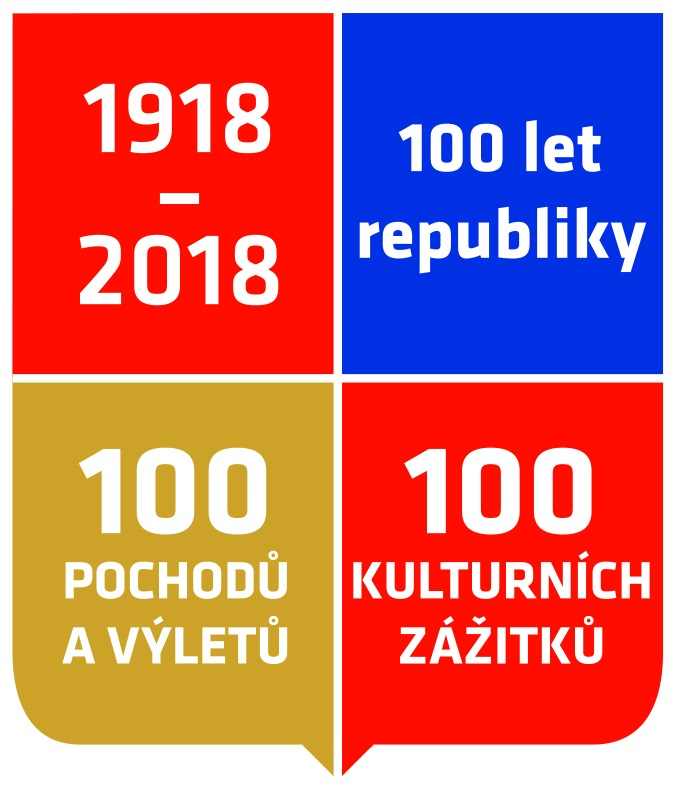 1918
–
2018
100 let
republiky
100
POCHODŮ
A VÝLETŮ
100
KULTURNÍCH
ZÁŽITKŮ